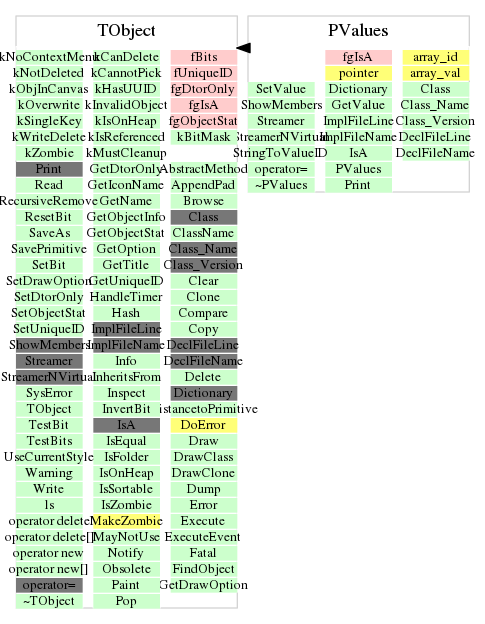 TObject
kNoContextMenu kCanDelete fBits
kNotDeleted kCannotPick fUniqueID
kObjInCanvas kHasUUID fgDtorOnly
kOverwrite kInvalidObject fgIsA
kSingleKey kIsOnHeap fgObjectStat
kWriteDelete kIsReferenced kBitMask
kZombie kMustCleanup
Print GetDtorOnly AbstractMethod
Read GetIconName AppendPad
RecursiveRemove GetName Browse
ResetBit GetObjectInfo Class
SaveAs GetObjectStat ClassName
SavePrimitive GetOption Class_Name
SetBit GetTitle Class_Version
SetDrawOption GetUniqueID Clear
SetDtorOnly HandleTimer Clone
SetObjectStat Hash Compare
SetUniqueID ImplFileLine Copy
ShowMembers ImplFileName DeclFileLine
Streamer Info DeclFileName
StreamerNVirtual InheritsFrom Delete
SysError Inspect Dictionary
TObject InvertBit istancetoPrimitive
TestBit IsA DoError
TestBits IsEqual Draw
UseCurrentStyle IsFolder DrawClass
Warning IsOnHeap DrawClone
Write IsSortable Dump
ls IsZombie Error
operator delete MakeZombie Execute
operator delete[] MayNotUse ExecuteEvent
operator new Notify Fatal
operator new[] Obsolete FindObject
operator= Paint GetDrawOption
~TObject Pop
PValues
fgIsA array_id
pointer array_val
SetValue Dictionary Class
ShowMembers GetValue Class_Name
Streamer ImplFileLine Class_Version
StreamerNVirtual ImplFileName DeclFileLine
StringToValueID IsA DeclFileName
operator= PValues
~PValues Print